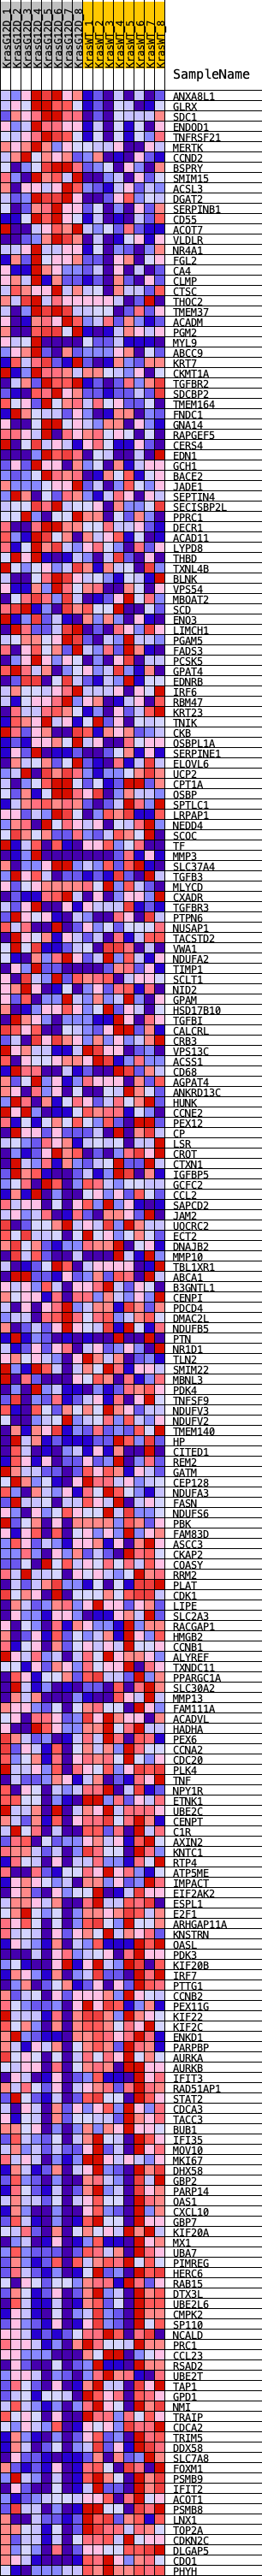 KrasG12D_1
KrasG12D_2
KrasG12D_3
KrasG12D_4
KrasG12D_5
KrasG12D_6
KrasG12D_7
KrasG12D_8
KrasWT_1
KrasWT_2
KrasWT_3
KrasWT_4
KrasWT_5
KrasWT_6
KrasWT_7
KrasWT_8
SampleName
ANXA8L1
GLRX
SDC1
ENDOD1
TNFRSF21
MERTK
CCND2
BSPRY
SMIM15
ACSL3
DGAT2
SERPINB1
CD55
ACOT7
VLDLR
NR4A1
FGL2
CA4
CLMP
CTSC
THOC2
TMEM37
ACADM
PGM2
MYL9
ABCC9
KRT7
CKMT1A
TGFBR2
SDCBP2
TMEM164
FNDC1
GNA14
RAPGEF5
CERS4
EDN1
GCH1
BACE2
JADE1
SEPTIN4
SECISBP2L
PPRC1
DECR1
ACAD11
LYPD8
THBD
TXNL4B
BLNK
VPS54
MBOAT2
SCD
ENO3
LIMCH1
PGAM5
FADS3
PCSK5
GPAT4
EDNRB
IRF6
RBM47
KRT23
TNIK
CKB
OSBPL1A
SERPINE1
ELOVL6
UCP2
CPT1A
OSBP
SPTLC1
LRPAP1
NEDD4
SCOC
TF
MMP3
SLC37A4
TGFB3
MLYCD
CXADR
TGFBR3
PTPN6
NUSAP1
TACSTD2
VWA1
NDUFA2
TIMP1
SCLT1
NID2
GPAM
HSD17B10
TGFBI
CALCRL
CRB3
VPS13C
ACSS1
CD68
AGPAT4
ANKRD13C
HUNK
CCNE2
PEX12
CP
LSR
CROT
CTXN1
IGFBP5
GCFC2
CCL2
SAPCD2
JAM2
UQCRC2
ECT2
DNAJB2
MMP10
TBL1XR1
ABCA1
B3GNTL1
CENPI
PDCD4
DMAC2L
NDUFB5
PTN
NR1D1
TLN2
SMIM22
MBNL3
PDK4
TNFSF9
NDUFV3
NDUFV2
TMEM140
HP
CITED1
REM2
GATM
CEP128
NDUFA3
FASN
NDUFS6
PBK
FAM83D
ASCC3
CKAP2
COASY
RRM2
PLAT
CDK1
LIPE
SLC2A3
RACGAP1
HMGB2
CCNB1
ALYREF
TXNDC11
PPARGC1A
SLC30A2
MMP13
FAM111A
ACADVL
HADHA
PEX6
CCNA2
CDC20
PLK4
TNF
NPY1R
ETNK1
UBE2C
CENPT
C1R
AXIN2
KNTC1
RTP4
ATP5ME
IMPACT
EIF2AK2
ESPL1
E2F1
ARHGAP11A
KNSTRN
OASL
PDK3
KIF20B
IRF7
PTTG1
CCNB2
PEX11G
KIF22
KIF2C
ENKD1
PARPBP
AURKA
AURKB
IFIT3
RAD51AP1
STAT2
CDCA3
TACC3
BUB1
IFI35
MOV10
MKI67
DHX58
GBP2
PARP14
OAS1
CXCL10
GBP7
KIF20A
MX1
UBA7
PIMREG
HERC6
RAB15
DTX3L
UBE2L6
CMPK2
SP110
NCALD
PRC1
CCL23
RSAD2
UBE2T
TAP1
GPD1
NMI
TRAIP
CDCA2
TRIM5
DDX58
SLC7A8
FOXM1
PSMB9
IFIT2
ACOT1
PSMB8
LNX1
TOP2A
CDKN2C
DLGAP5
CDO1
PHYH